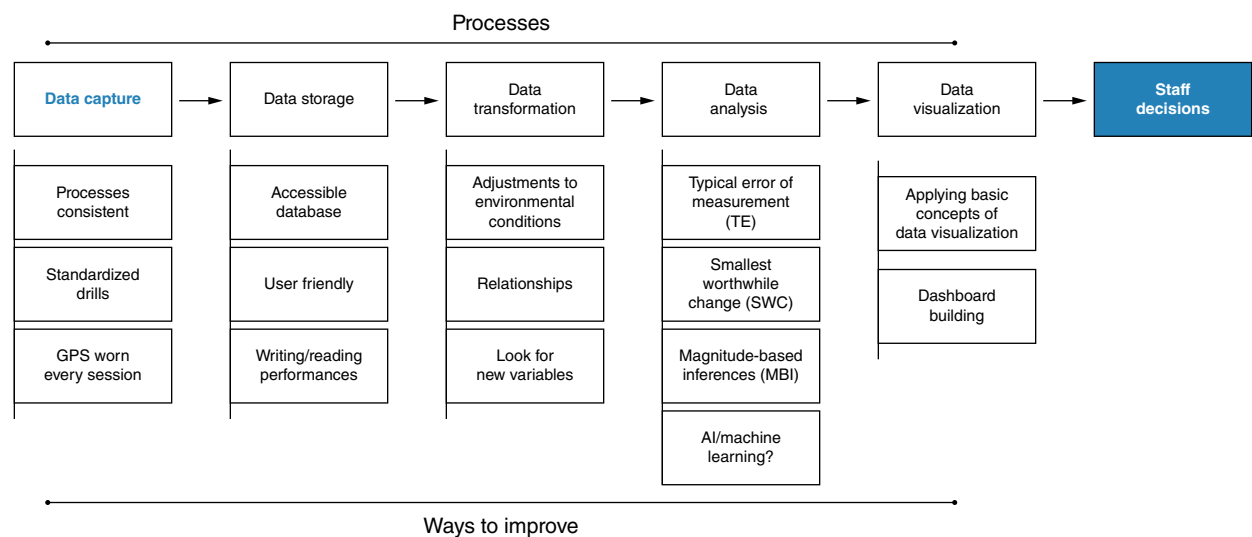 Processes
Data capture
Data storage
Data
transformation
Data
analysis
Data
visualization
Staff
decisions
Processes
consistent
Standardized
drills
GPS worn
every session
Accessible
database
User friendly
Writing/reading
performances
Adjustments to
environmental
conditions
Relationships
Look for
new variables
Typical error of
measurement
(TE)
Smallest
worthwhile
change (SWC)
Magnitude-based
inferences (MBI)
AI/machine
learning?
Applying basic
concepts of
data visualization
Dashboard
building
Ways to improve